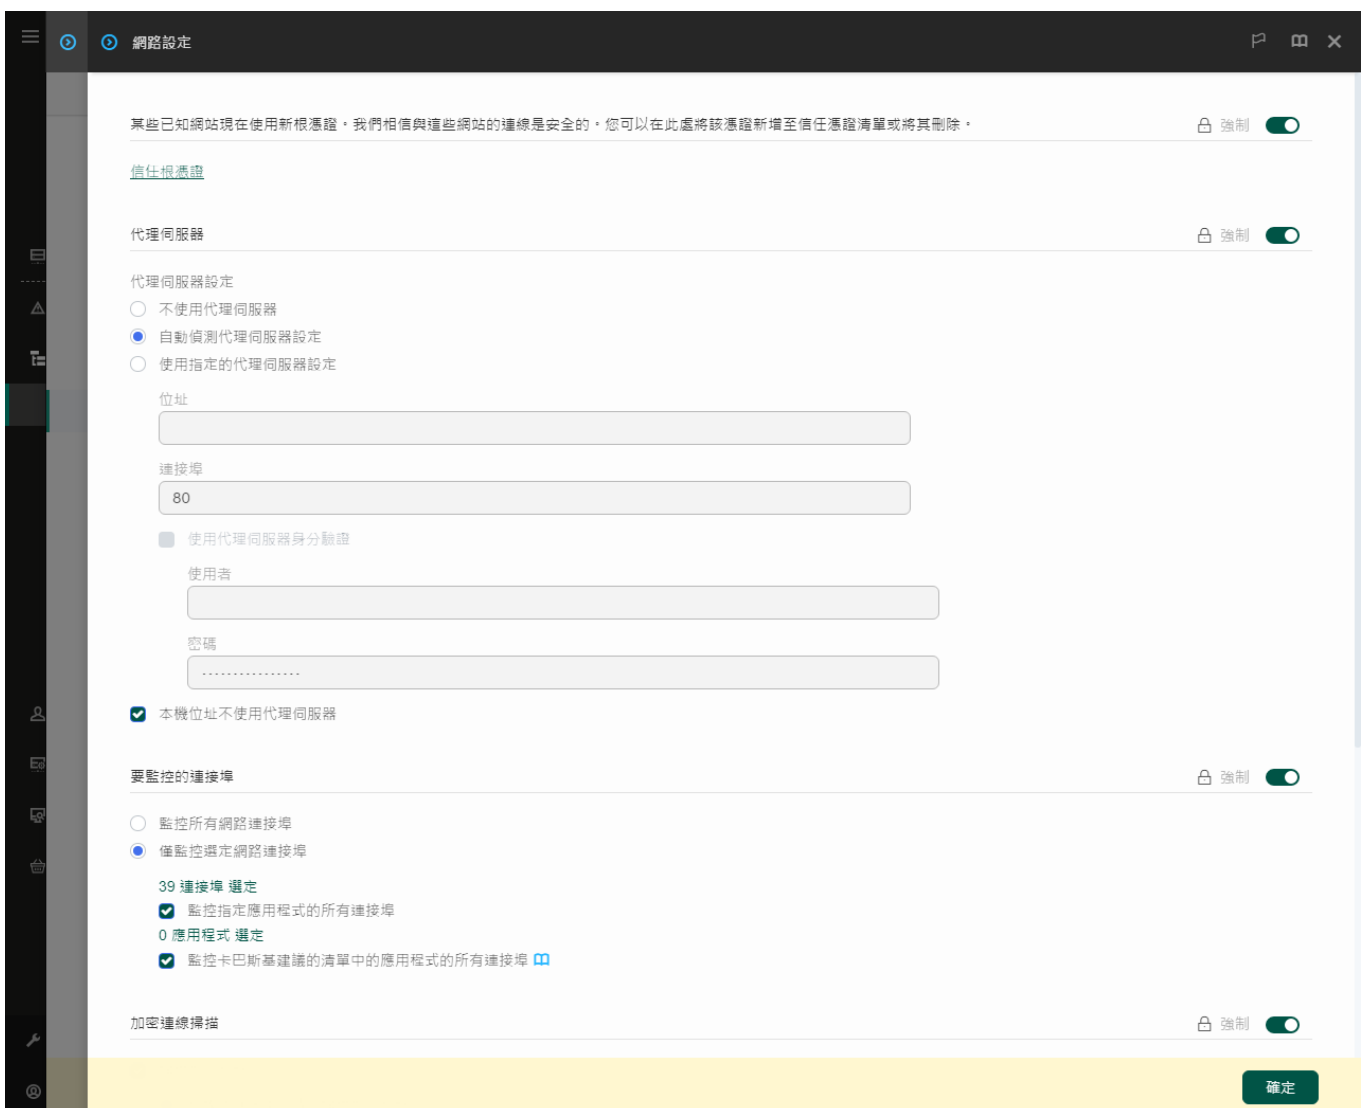 網路設定
某些已知網站現在使用新根憑證。我們相信與這些網站的連線是安全的。您可以在此處將該憑證新增至信任憑證清單或將其刪除。
強制
信任根憑證
代理伺服器
強制
代理伺服器設定
不使用代理伺服器
自動偵測代理伺服器設定
使用指定的代理伺服器設定
位址
連接埠
80
使用代理伺服器身分驗證
使用者
密碼
················
本機位址不使用代理伺服器
要監控的連接埠
強制
監控所有網路連接埠
僅監控選定網路連接埠
39 連接埠 選定
監控指定應用程式的所有連接埠
0 應用程式 選定
監控卡巴斯基建議的清單中的應用程式的所有連接埠
加密連線掃描
強制
確定